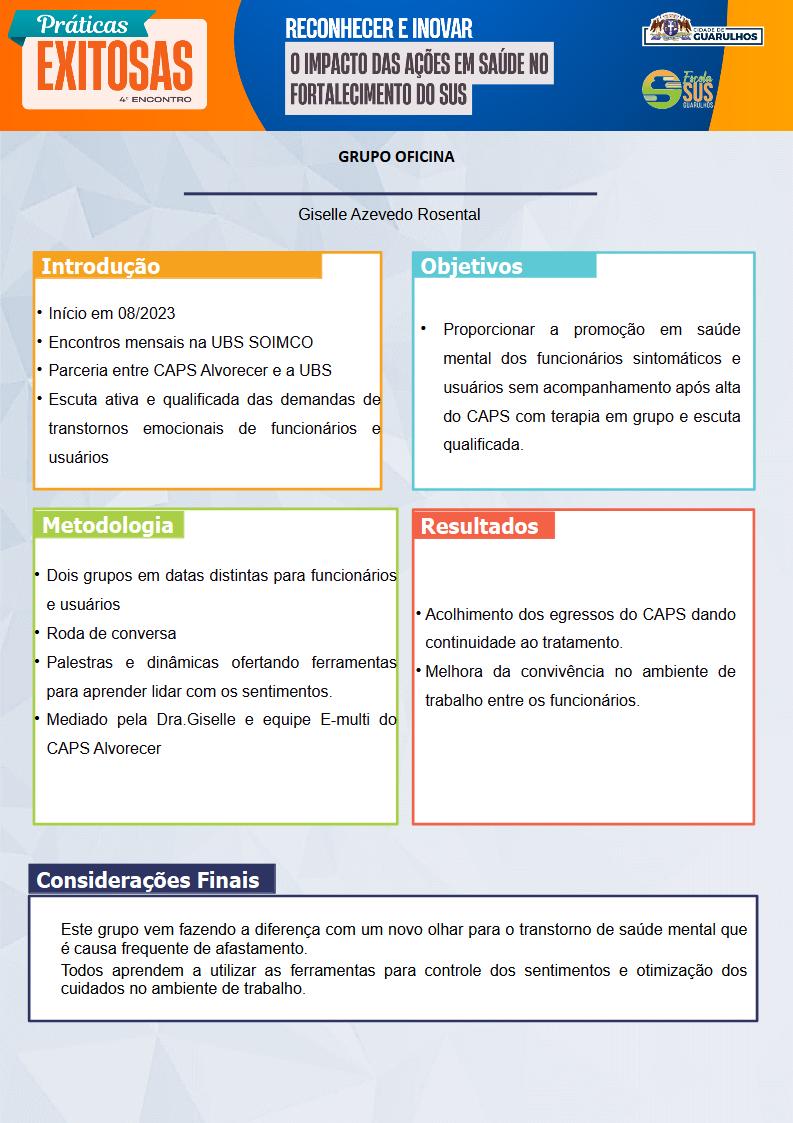 Práticas
EXITOSAS
4º ENCONTRO
RECONHECER E INOVAR
O IMPACTO DAS AÇÕES EM SAÚDE NO
FORTALECIMENTO DO SUS
CIDADE DE
GUARULHOS
Escola
SUS
GUARULHOS
GRUPO OFICINA
Giselle Azevedo Rosental
Introdução
• Início em 08/2023
• Encontros mensais na UBS SOIMCO
• Parceria entre CAPS Alvorecer e a UBS
• Escuta ativa e qualificada das demandas de
transtornos emocionais de funcionários e
usuários
Objetivos
• Proporcionar a promoção em saúde
mental dos funcionários sintomáticos e
usuários sem acompanhamento após alta
do CAPS com terapia em grupo e escuta
qualificada.
Metodologia
• Dois grupos em datas distintas para funcionários
e usuários
• Roda de conversa
• Palestras e dinâmicas ofertando ferramentas
para aprender lidar com os sentimentos.
• Mediado pela Dra.Giselle e equipe E-multi do
CAPS Alvorecer
Resultados
• Acolhimento dos egressos do CAPS dando
continuidade ao tratamento.
• Melhora da convivência no ambiente de
trabalho entre os funcionários.
Considerações Finais
Este grupo vem fazendo a diferença com um novo olhar para o transtorno de saúde mental que
é causa frequente de afastamento.
Todos aprendem a utilizar as ferramentas para controle dos sentimentos e otimização dos
cuidados no ambiente de trabalho.